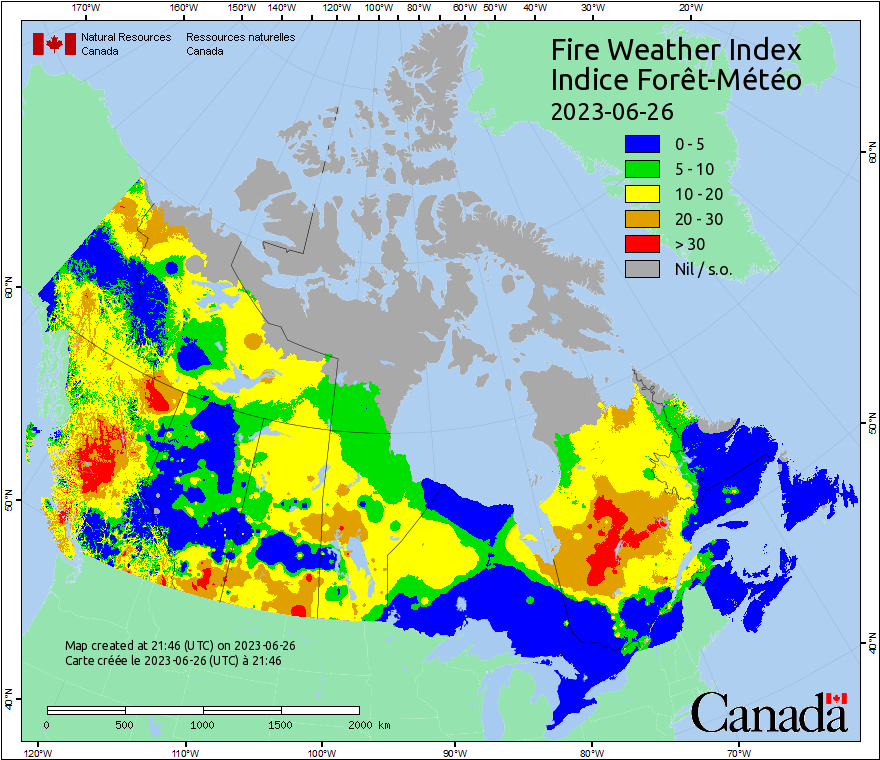 170°W 160°W 150°W 140°W 120°W 100°W 80°W 60°W 50°W 40°W 30°W 20°W
Natural Resources Ressources naturelles
Canada Canada
Fire Weather Index
Indice Forêt-Météo
2023-06-26
0 - 5
5 - 10
10 - 20
20 - 30
> 30
Nil / s.o.
60°N
60°N
50°N
50°N
40°N
40°N
Map created at 21:46 (UTC) on 2023-06-26
Carte créée le 2023-06-26 (UTC) à 21:46
0 500 1000 1500 2000 km
Canada
120°W 110°W 100°W 90°W 80°W 70°W